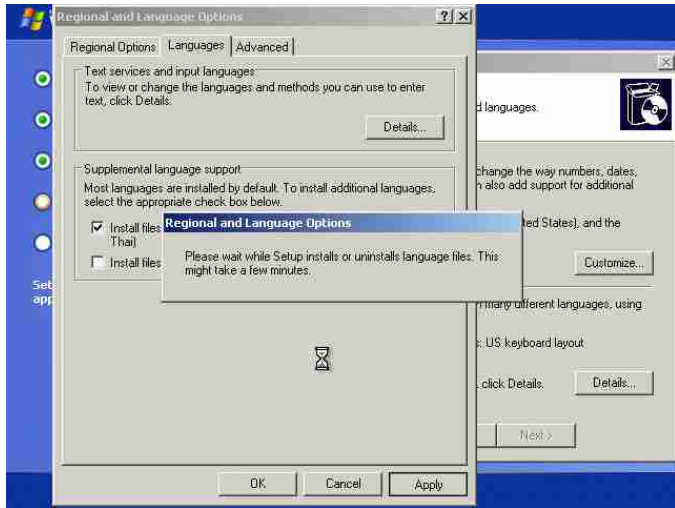 Regional and Language Options
Regional Options
Languages
Advanced
Text services and input languages
To view or change the languages and methods you can use to enter
text, click Details.
Details...
Supplemental language support
Most languages are installed by default. To install additional languages,
select the appropriate check box below.
Install files
Thai)
Install files
Regional and Language Options
Please wait while Setup installs or uninstalls language files. This
might take a few minutes.
OK
Cancel
Apply
d languages.
change the way numbers, dates,
n also add support for additional
ted States), and the
Customize...
many different languages, using
s: US keyboard layout
click Details.
Details...
Next >
Set
app